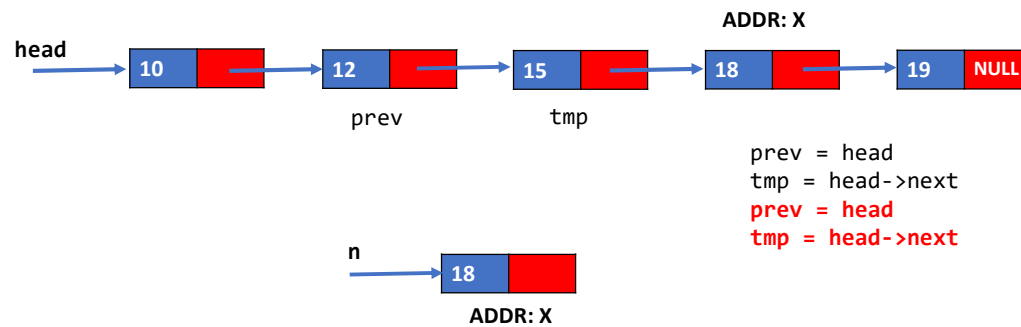 ADDR: X
head
10 12 15 18 19 NULL
prev tmp
prev = head
tmp = head->next
prev = head
tmp = head->next
n
18
ADDR: X